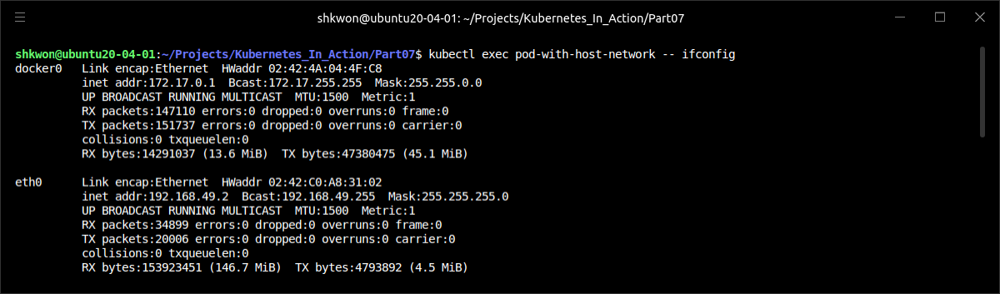 shkwon@ubuntu20-04-01: ~/Projects/Kubernetes_In_Action/Part07
shkwon@ubuntu20-04-01:~/Projects/Kubernetes_In_Action/Part07$ kubectl exec pod-with-host-network -- ifconfig
docker0   Link encap:Ethernet  HWaddr 02:42:4A:04:4F:C8
          inet addr:172.17.0.1  Bcast:172.17.255.255  Mask:255.255.0.0
          UP BROADCAST RUNNING MULTICAST  MTU:1500  Metric:1
          RX packets:147110 errors:0 dropped:0 overruns:0 frame:0
          TX packets:151737 errors:0 dropped:0 overruns:0 carrier:0
          collisions:0 txqueuelen:0
          RX bytes:14291037 (13.6 MiB)  TX bytes:47380475 (45.1 MiB)

eth0      Link encap:Ethernet  HWaddr 02:42:C0:A8:31:02
          inet addr:192.168.49.2  Bcast:192.168.49.255  Mask:255.255.255.0
          UP BROADCAST RUNNING MULTICAST  MTU:1500  Metric:1
          RX packets:34899 errors:0 dropped:0 overruns:0 frame:0
          TX packets:20006 errors:0 dropped:0 overruns:0 carrier:0
          collisions:0 txqueuelen:0
          RX bytes:153923451 (146.7 MiB)  TX bytes:4793892 (4.5 MiB)